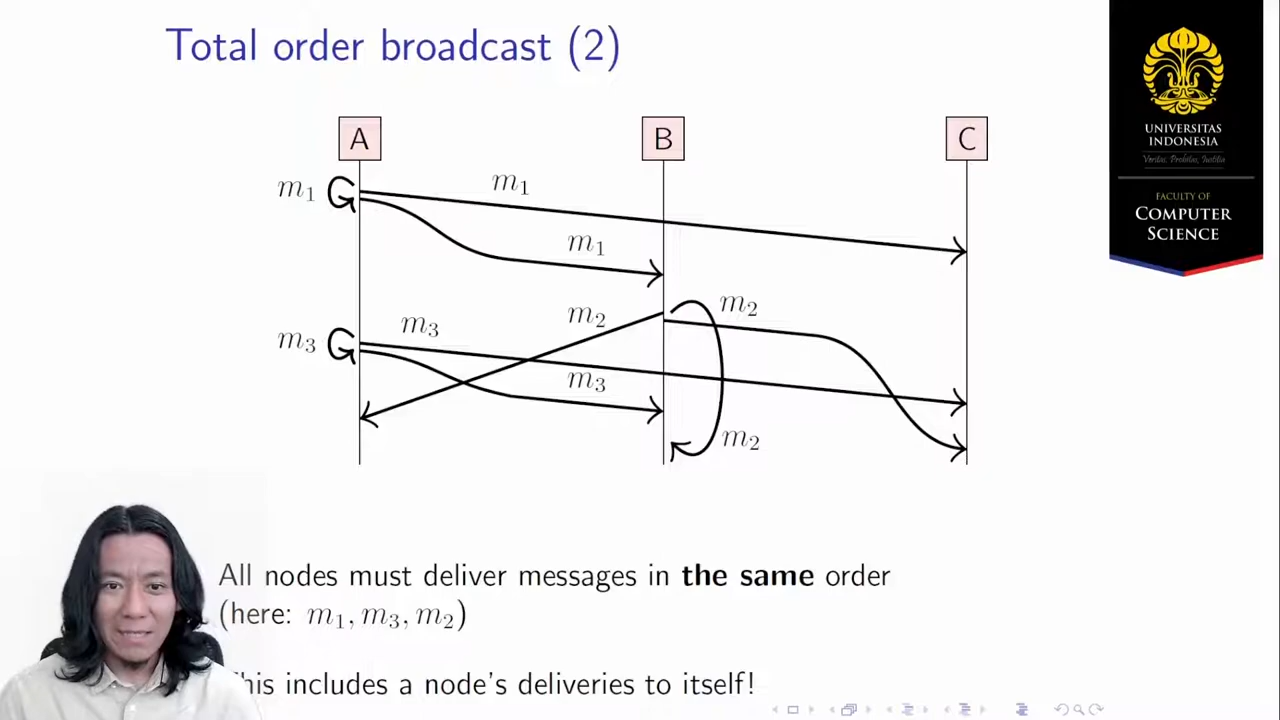 Total order broadcast (2)
UNIVERSITAS
INDONESIA
Veritas, Probitas, Iustitia
FACULTY OF
COMPUTER
SCIENCE
A
B
C
m₁
m₁
m₁
m₂
m₂
m₃
m₃
m₃
m₂
All nodes must deliver messages in the same order
(here: m₁, m₃, m₂)
includes a node's deliveries to itself!